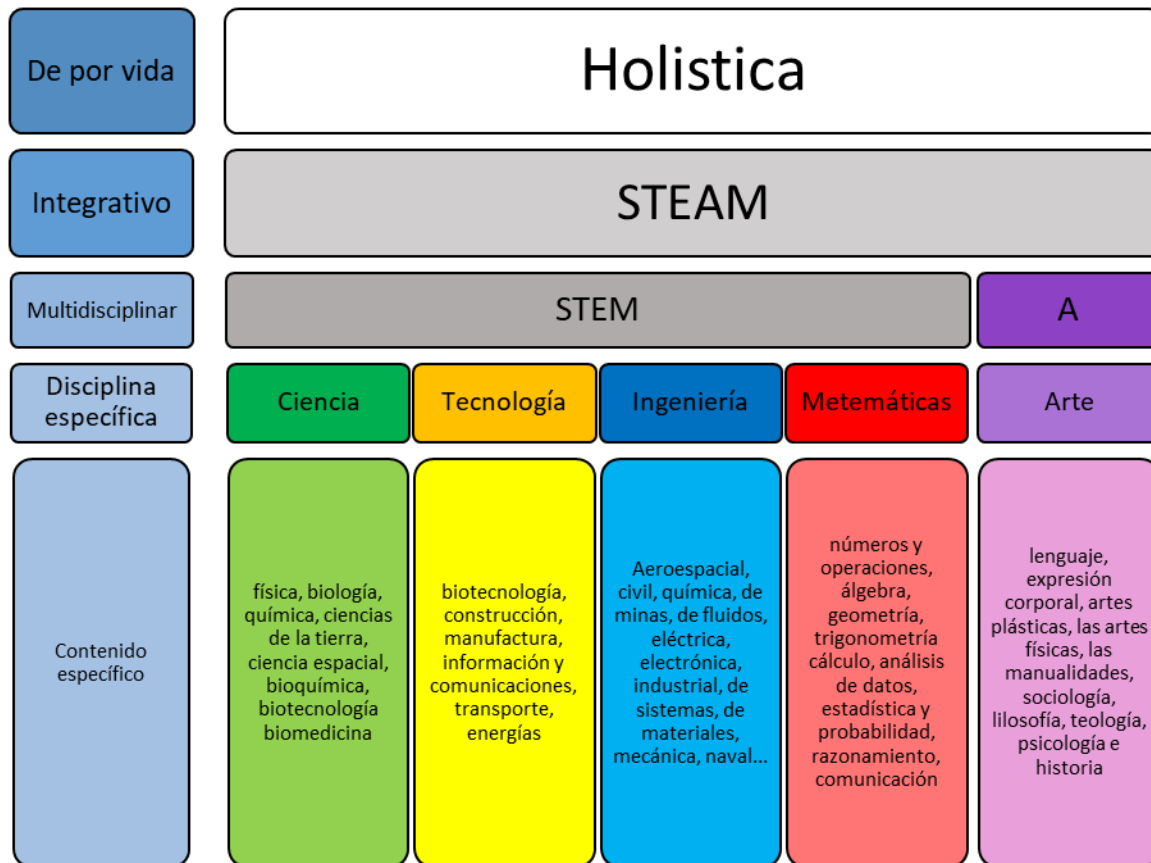 De por vida
Holistica
Integrativo
STEAM
Multidisciplinar
STEM
A
Disciplina
específica
Ciencia
Tecnología
Ingeniería
Metemáticas
Arte
Contenido
específico
física, biología,
química, ciencias
de la tierra,
ciencia espacial,
bioquímica,
biotecnología
biomedicina
biotecnología,
construcción,
manufactura,
información y
comunicaciones,
transporte,
energías
Aeroespacial,
civil, química, de
minas, de fluidos,
eléctrica,
electrónica,
industrial, de
sistemas, de
materiales,
mecánica, naval...
números y
operaciones,
álgebra,
geometría,
trigonometría
cálculo, análisis
de datos,
estadística y
probabilidad,
razonamiento,
comunicación
lenguaje,
expresión
corporal, artes
plásticas, las artes
físicas, las
manualidades,
sociología,
lilosofía, teología,
psicología e
historia